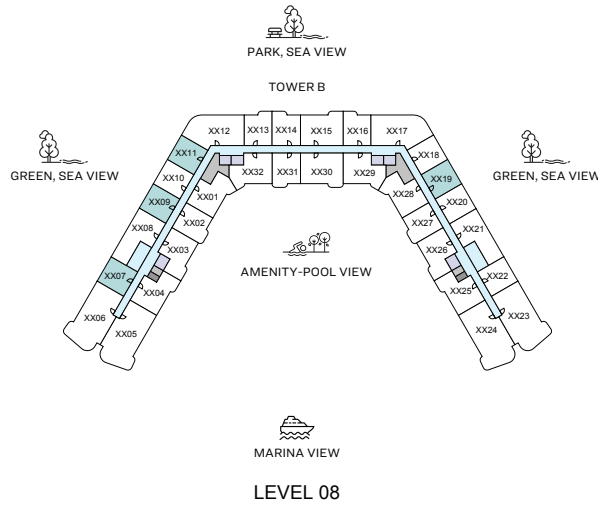 PARK, SEA VIEW
TOWER B
GREEN, SEA VIEW
GREEN, SEA VIEW
XX12
XX13
XX14
XX15
XX16
XX17
XX11
XX18
XX10
XX32
XX31
XX30
XX29
XX19
XX09
XX01
XX28
XX20
XX08
XX02
XX27
XX21
XX03
XX26
XX07
XX04
XX25
XX22
XX06
XX05
XX24
XX23
AMENITY-POOL VIEW
MARINA VIEW
LEVEL 08